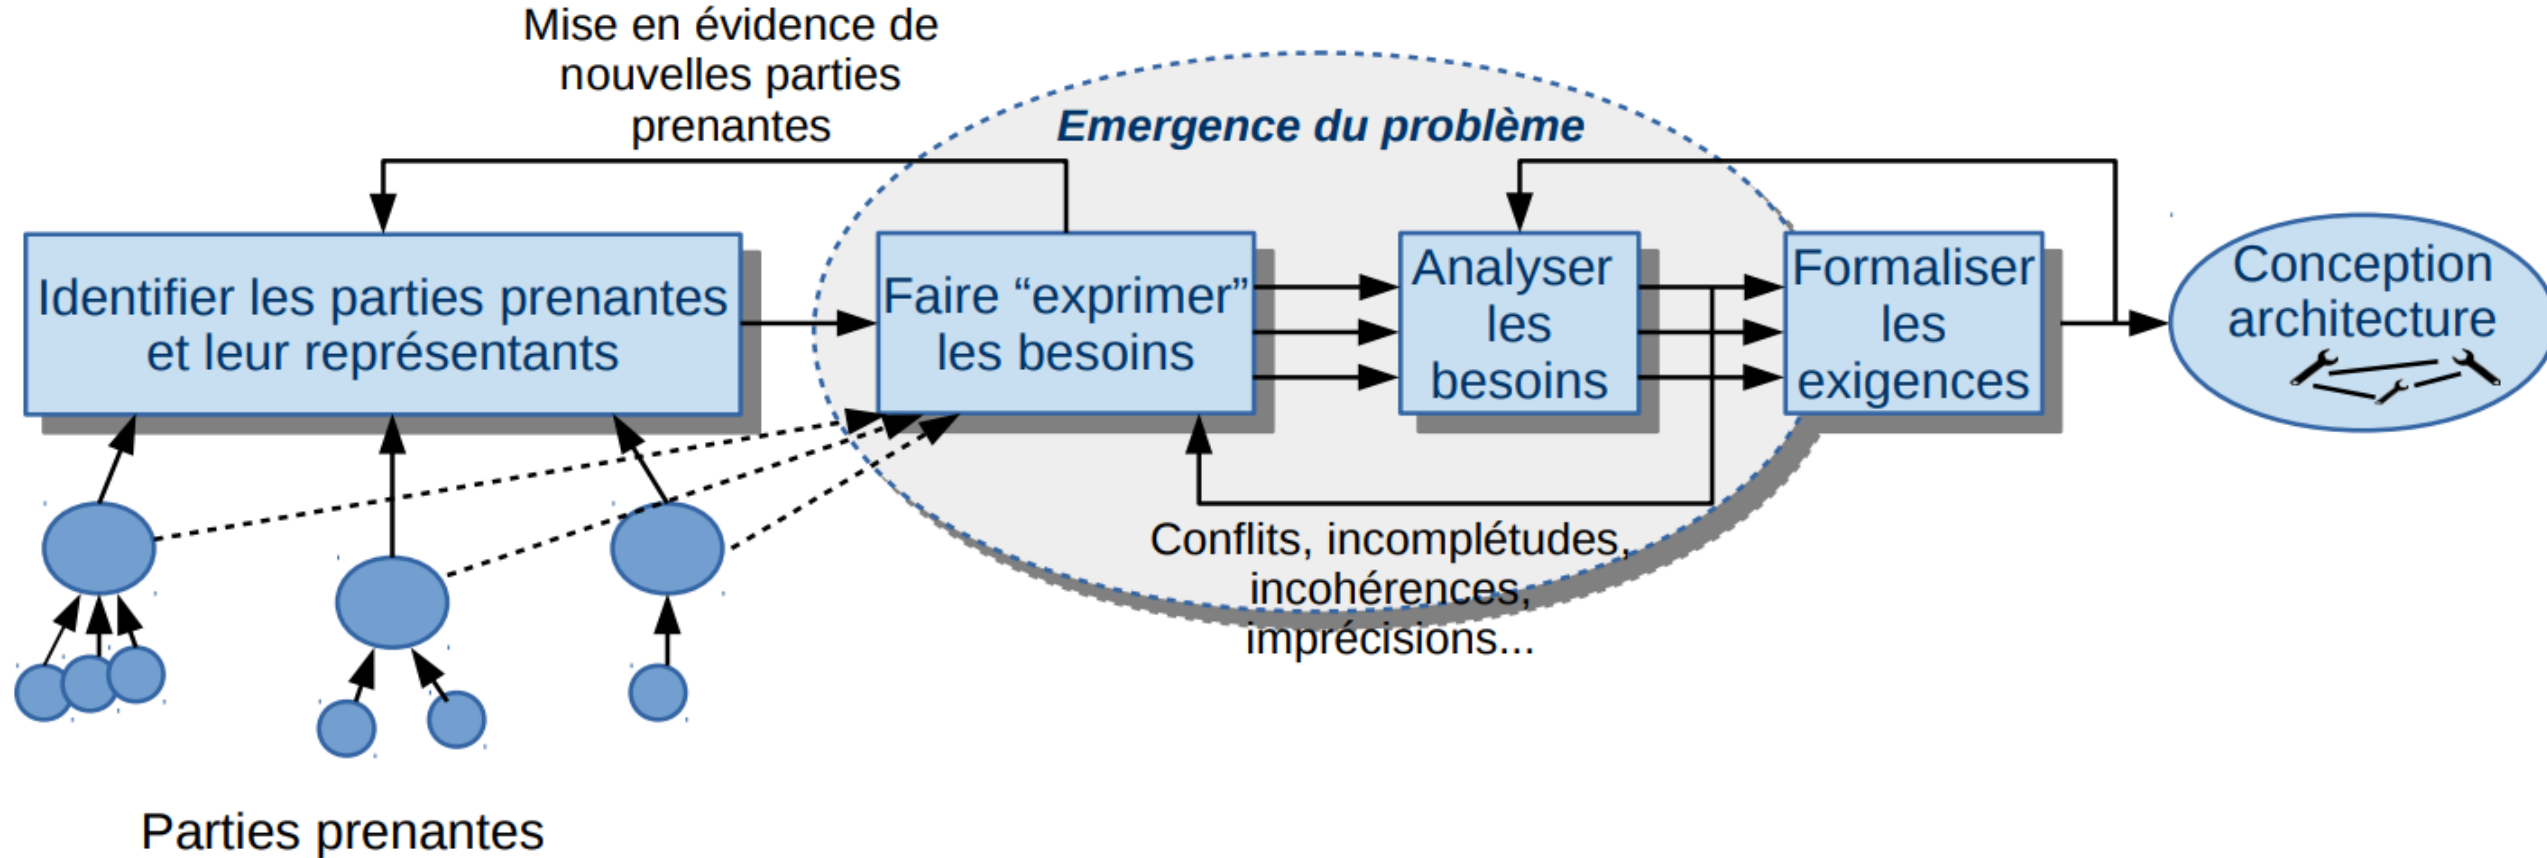 Mise en évidence de
nouvelles parties
prenantes
Emergence du problème
Identifier les parties prenantes
et leur représentants
Faire “exprimer”
les besoins
Analyser
les
besoins
Formaliser
les
exigences
Conception
architecture
Conflits, incomplétudes,
incohérences,
imprécisions...
Parties prenantes